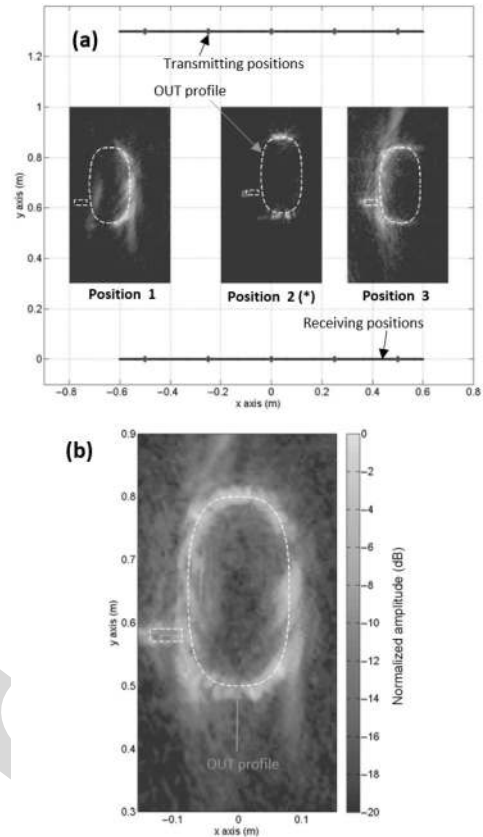 (a)
1.2
1
0.8
0.6
0.4
0.2
0
y axis (m)
Transmitting positions
OUT profile
Position 1
Position 2 (*)
Position 3
Receiving positions
−0.8
−0.6
−0.4
−0.2
0
0.2
0.4
0.6
0.8
x axis (m)
(b)
0.9
0.8
0.7
0.6
0.5
0.4
0.3
y axis (m)
OUT profile
−0.1
0
0.1
x axis (m)
0
−2
−4
−6
−8
−10
−12
−14
−16
−18
−20
Normalized amplitude (dB)